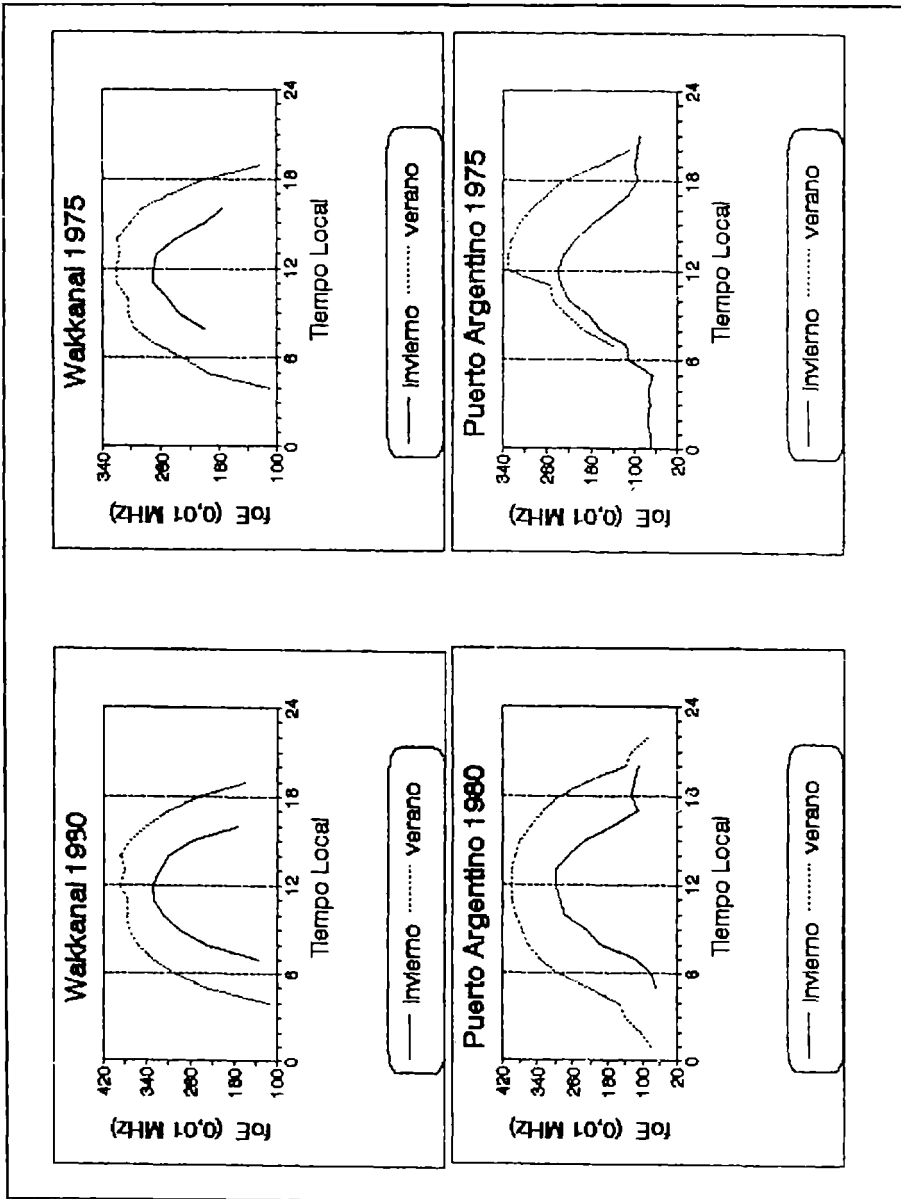 Wakkanal 1980
foE (0,01 MHz)
420
340
260
180
100
0 6 12 18 24
Tiempo Local
Invierno verano
Wakkanal 1975
foE (0,01 MHz)
340
260
180
100
0 6 12 18 24
Tiempo Local
Invierno verano
Puerto Argentino 1980
foE (0,01 MHz)
420
340
260
180
100
20
0 6 12 18 24
Tiempo Local
Invierno verano
Puerto Argentino 1975
foE (0,01 MHz)
340
260
180
100
20
0 6 12 18 24
Tiempo Local
Invierno verano